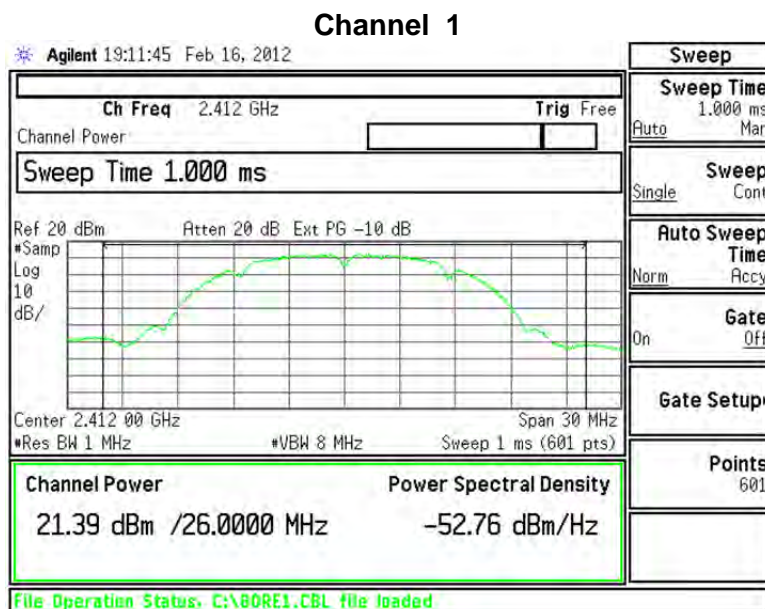 Channel 1
Agilent 19:11:45 Feb 16, 2012
Sweep
Ch Freq 2.412 GHz Trig Free
Channel Power
Sweep Time 1.000 ms
Sweep Time
1.000 ms
Auto Man
Sweep
Single Cont
Auto Sweep
Time
Norm Accy
Gate
On Off
Gate Setup
Points
601
Ref 20 dBm Atten 20 dB Ext PG -10 dB
#Samp
Log
10
dB/
Center 2.412 00 GHz Span 30 MHz
#Res BW 1 MHz #VBW 8 MHz Sweep 1 ms (601 pts)
Channel Power Power Spectral Density
21.39 dBm /26.0000 MHz -52.76 dBm/Hz
File Operation Status, C:\BORE1.CBL file loaded